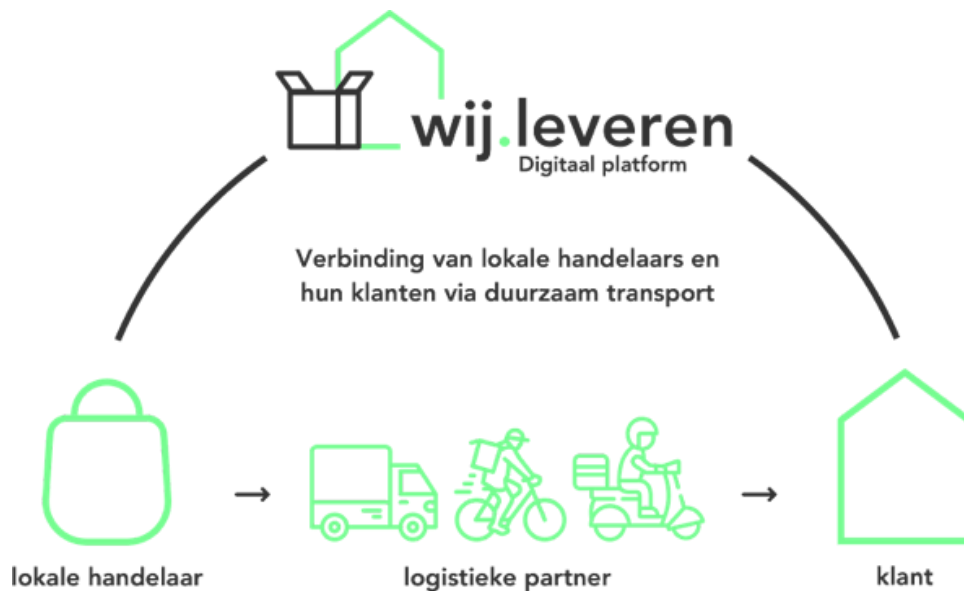 wij.leveren
Digitaal platform
Verbinding van lokale handelaars en
hun klanten via duurzaam transport
lokale handelaar
logistieke partner
klant